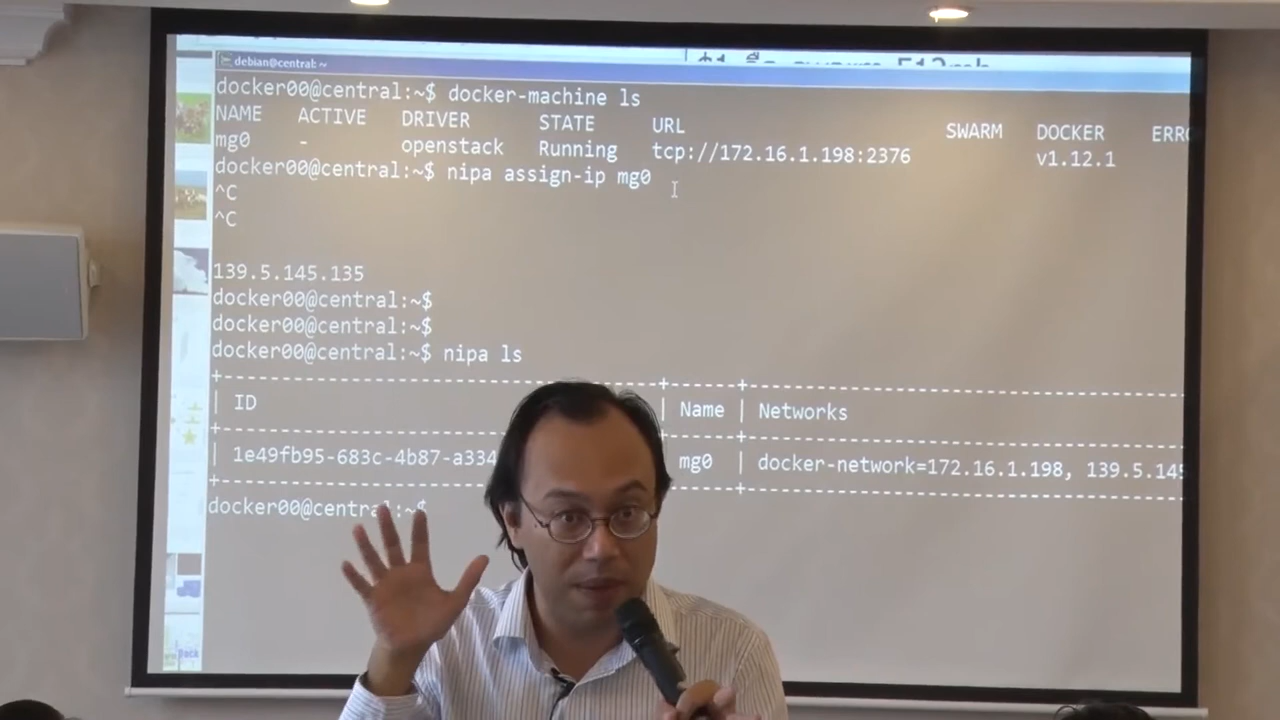 debian@central: ~
docker00@central:~$ docker-machine ls
NAME ACTIVE DRIVER STATE URL SWARM DOCKER ERRO
mg0 - openstack Running tcp://172.16.1.198:2376 v1.12.1
docker00@central:~$ nipa assign-ip mg0
^C
^C
139.5.145.135
docker00@central:~$
docker00@central:~$
docker00@central:~$ nipa ls
| ID | Name | Networks
| 1e49fb95-683c-4b87-a334 mg0 | docker-network=172.16.1.198, 139.5.145
docker00@central:~$